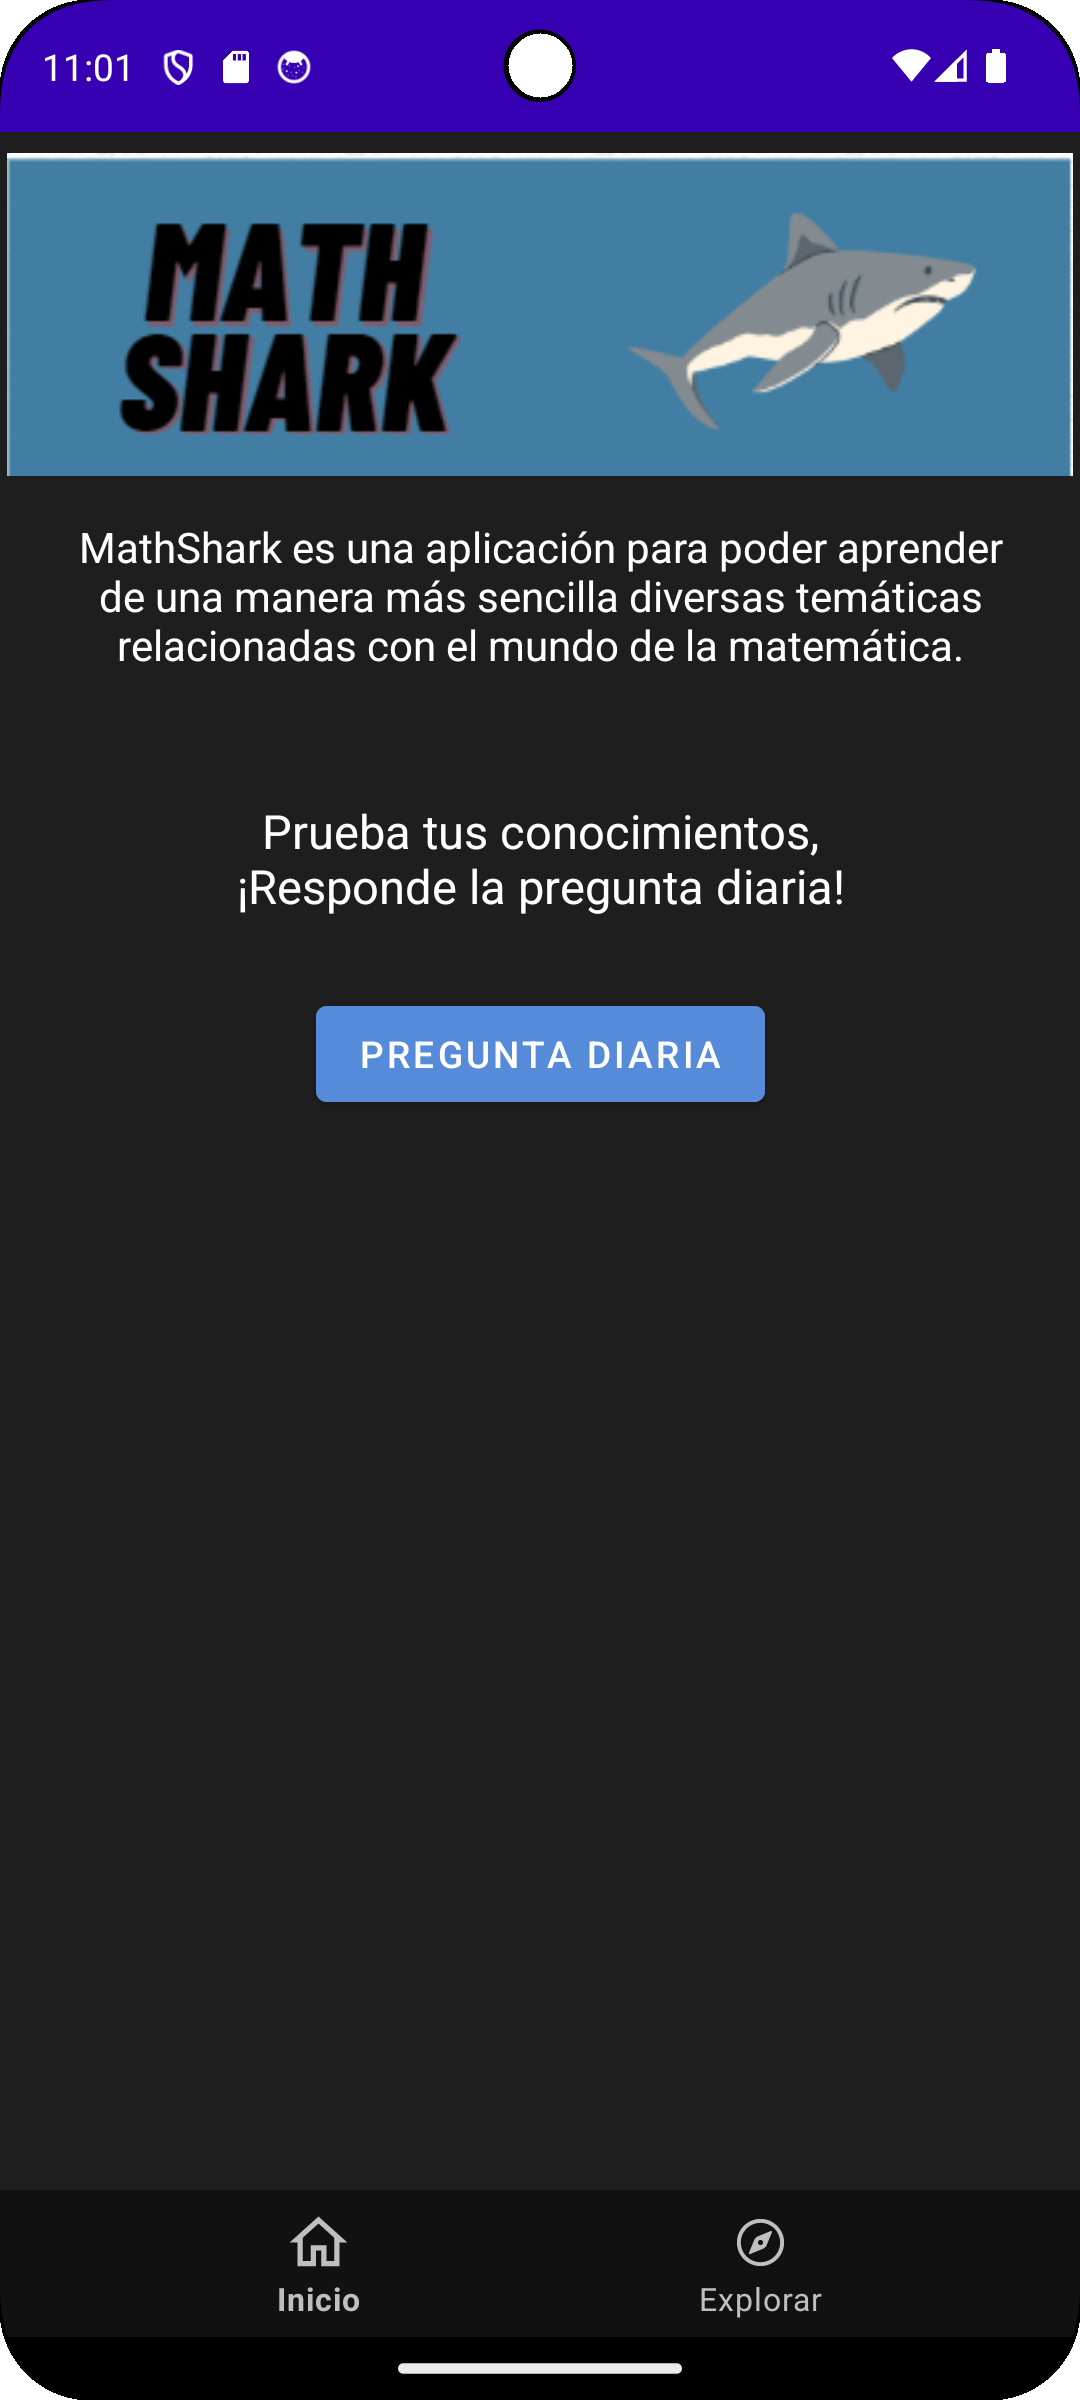 11:01
MATH
SHARK
MathShark es una aplicación para poder aprender
de una manera más sencilla diversas temáticas
relacionadas con el mundo de la matemática.
Prueba tus conocimientos,
¡Responde la pregunta diaria!
PREGUNTA DIARIA
Inicio
Explorar